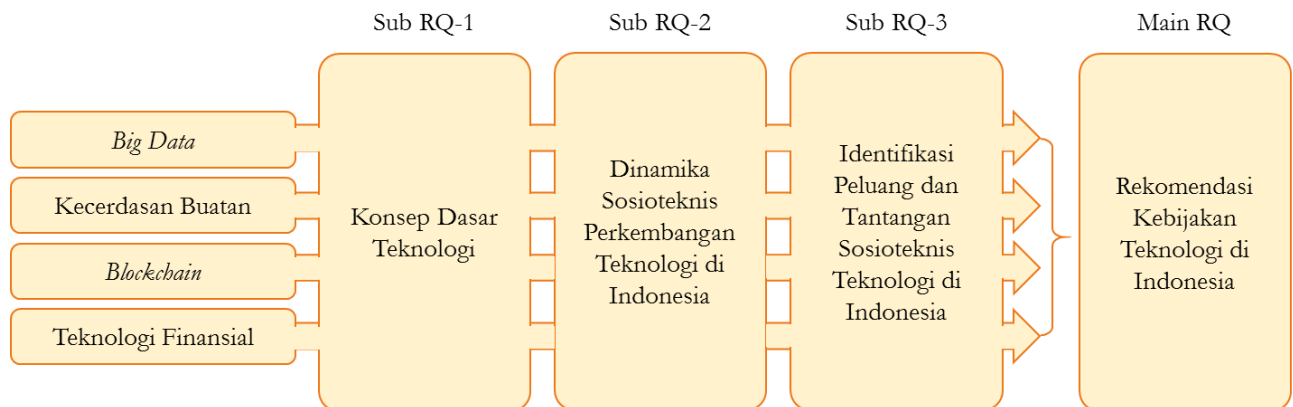 Sub RQ-1
Sub RQ-2
Sub RQ-3
Main RQ
Big Data
Kecerdasan Buatan
Blockchain
Teknologi Finansial
Konsep Dasar
Teknologi
Dinamika
Sosioteknis
Perkembangan
Teknologi di
Indonesia
Identifikasi
Peluang dan
Tantangan
Sosioteknis
Teknologi di
Indonesia
Rekomendasi
Kebijakan
Teknologi di
Indonesia